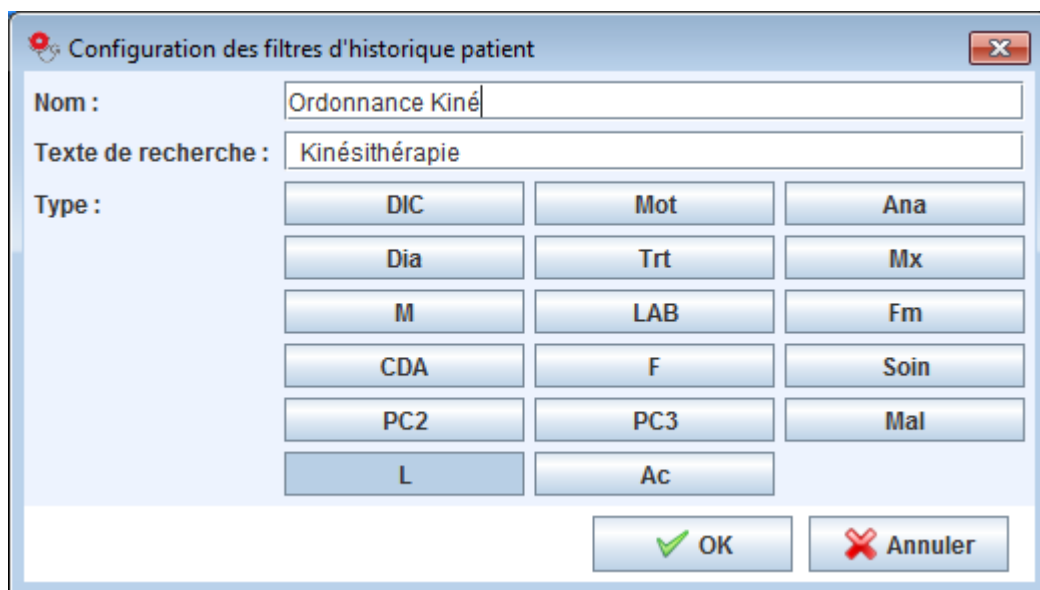 Configuration des filtres d'historique patient
Nom : Ordonnance Kiné
Texte de recherche : Kinésithérapie
Type : DIC Mot Ana
Dia Trt Mx
M LAB Fm
CDA F Soin
PC2 PC3 Mal
L Ac
OK Annuler